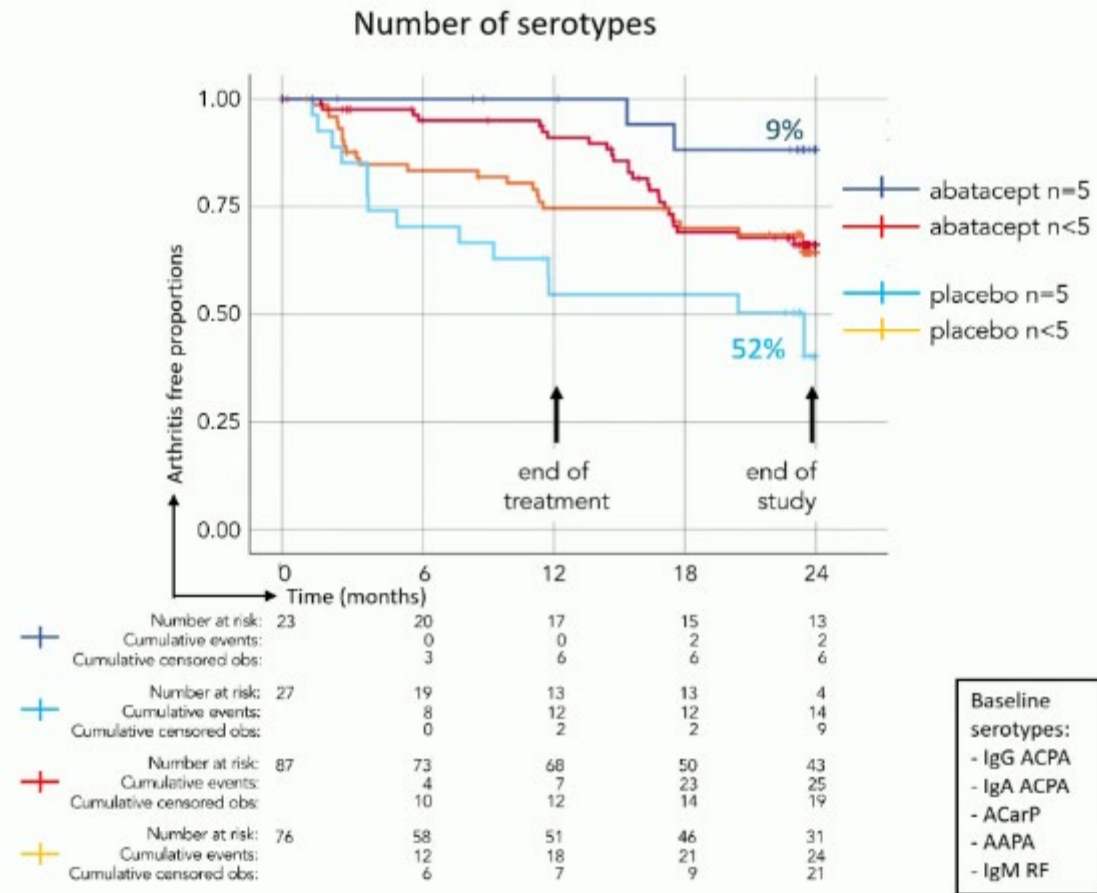 Number of serotypes
Arthritis free proportions
1.00
0.75
0.50
0.25
0.00
9%
52%
end of
treatment
end of
study
0 6 12 18 24
Time (months)
abatacept n=5
abatacept n<5
placebo n=5
placebo n<5
Number at risk: 23 20 17 15 13
Cumulative events: 0 0 2 2
Cumulative censored obs: 3 6 6 6
Number at risk: 27 19 13 13 4
Cumulative events: 8 12 12 14
Cumulative censored obs: 0 2 2 9
Number at risk: 87 73 68 50 43
Cumulative events: 4 7 23 25
Cumulative censored obs: 10 12 14 19
Number at risk: 76 58 51 46 31
Cumulative events: 12 18 21 24
Cumulative censored obs: 6 7 9 21
Baseline
serotypes:
- IgG ACPA
- IgA ACPA
- ACarP
- AAPA
- IgM RF